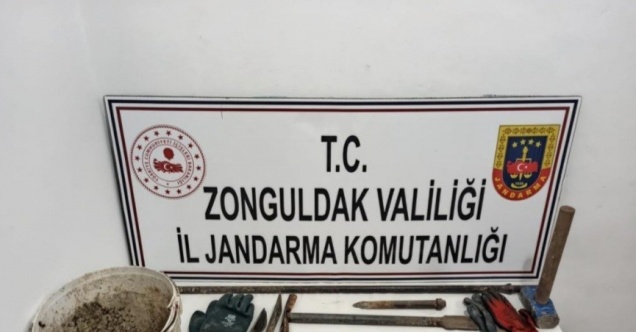 T.C.
ZONGULDAK VALİLİĞİ
İL JANDARMA KOMUTANLIĞI
JANDARMA